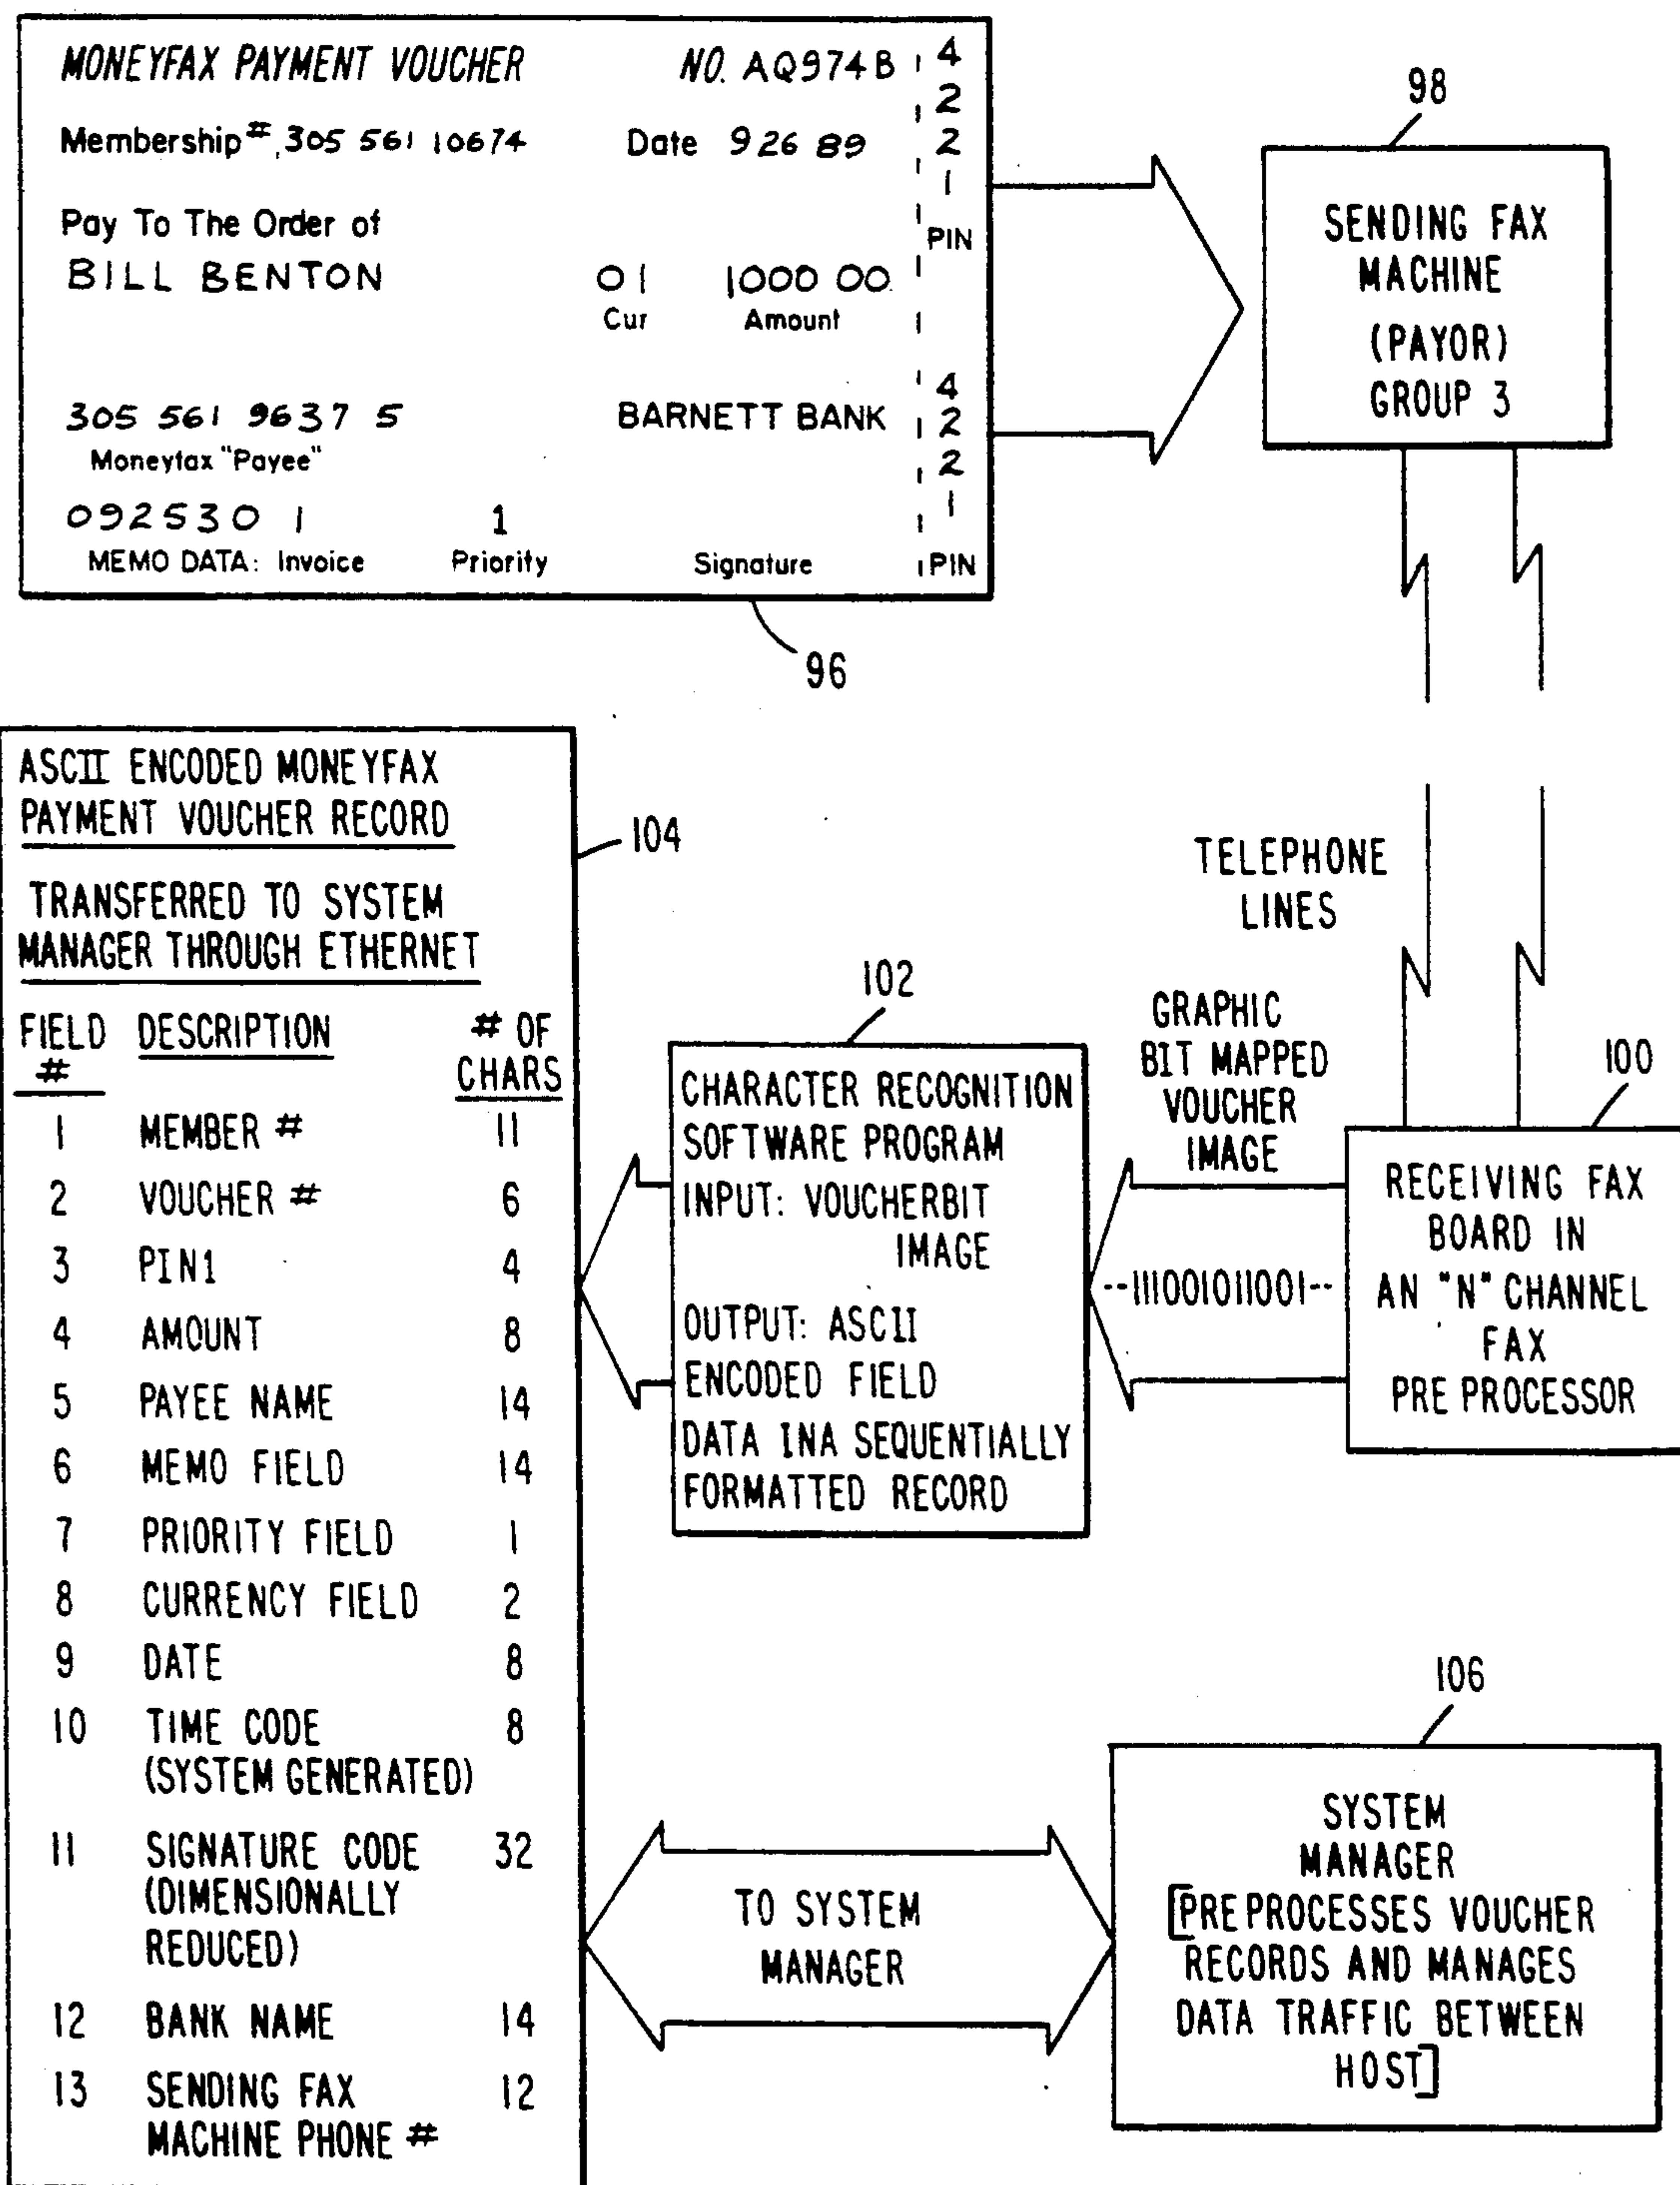 MONEYFAX PAYMENT VOUCHER NO. AQ974B
Membership #. 305 561 10674 Date 9 26 89
Pay To The Order of
BILL BENTON 01 1000 00
Cur Amount
305 561 9637 5 BARNETT BANK
Moneyfax "Payee"
092530 1 1
MEMO DATA: Invoice Priority Signature
4
2
2
1
PIN
4
2
2
1
PIN
96
98
SENDING FAX
MACHINE
(PAYOR)
GROUP 3
TELEPHONE
LINES
100
RECEIVING FAX
BOARD IN
AN "N" CHANNEL
FAX
PRE PROCESSOR
GRAPHIC
BIT MAPPED
VOUCHER
IMAGE
--111001011001--
102
CHARACTER RECOGNITION
SOFTWARE PROGRAM
INPUT: VOUCHERBIT
IMAGE
OUTPUT: ASCII
ENCODED FIELD
DATA INA SEQUENTIALLY
FORMATTED RECORD
104
ASCII ENCODED MONEYFAX
PAYMENT VOUCHER RECORD
TRANSFERRED TO SYSTEM
MANAGER THROUGH ETHERNET
FIELD DESCRIPTION # OF
# CHARS
1 MEMBER # 11
2 VOUCHER # 6
3 PIN1 4
4 AMOUNT 8
5 PAYEE NAME 14
6 MEMO FIELD 14
7 PRIORITY FIELD 1
8 CURRENCY FIELD 2
9 DATE 8
10 TIME CODE 8
(SYSTEM GENERATED)
11 SIGNATURE CODE 32
(DIMENSIONALLY
REDUCED)
12 BANK NAME 14
13 SENDING FAX 12
MACHINE PHONE #
TO SYSTEM
MANAGER
106
SYSTEM
MANAGER
[PREPROCESSES VOUCHER
RECORDS AND MANAGES
DATA TRAFFIC BETWEEN
HOST]